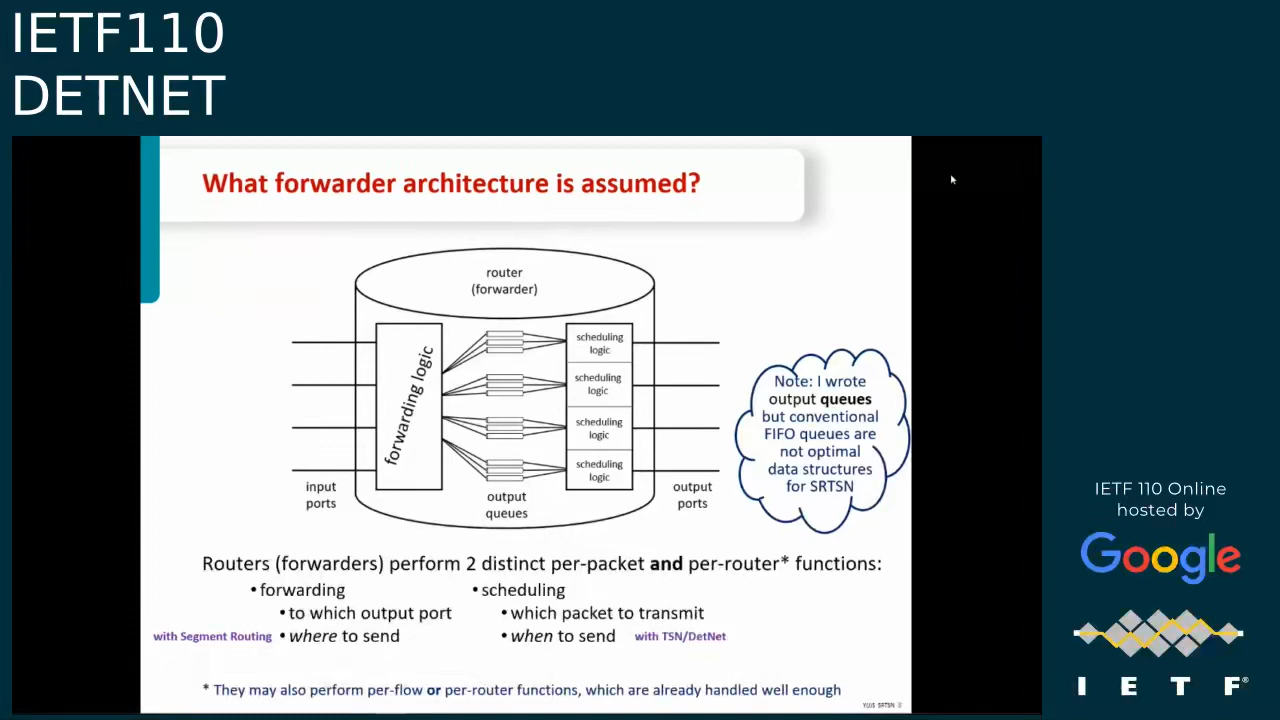 IETF110
DETNET
What forwarder architecture is assumed?
router
(forwarder)
forwarding logic
scheduling
logic
scheduling
logic
scheduling
logic
scheduling
logic
input
ports
output
queues
output
ports
Note: I wrote
output queues
but conventional
FIFO queues are
not optimal
data structures
for SRTSN
Routers (forwarders) perform 2 distinct per-packet and per-router* functions:
• forwarding
• to which output port
with Segment Routing • where to send
• scheduling
• which packet to transmit
• when to send with TSN/DetNet
* They may also perform per-flow or per-router functions, which are already handled well enough
Y(J)S SRTSN
IETF 110 Online
hosted by
Google
I E T F®